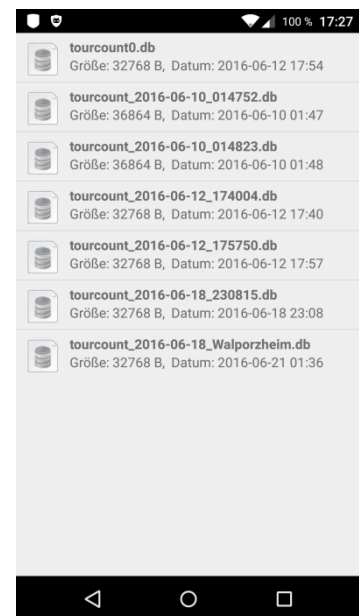 100 % 17:27
tourcount0.db
Größe: 32768 B, Datum: 2016-06-12 17:54
tourcount_2016-06-10_014752.db
Größe: 36864 B, Datum: 2016-06-10 01:47
tourcount_2016-06-10_014823.db
Größe: 36864 B, Datum: 2016-06-10 01:48
tourcount_2016-06-12_174004.db
Größe: 32768 B, Datum: 2016-06-12 17:40
tourcount_2016-06-12_175750.db
Größe: 32768 B, Datum: 2016-06-12 17:57
tourcount_2016-06-18_230815.db
Größe: 32768 B, Datum: 2016-06-18 23:08
tourcount_2016-06-18_Walporzheim.db
Größe: 32768 B, Datum: 2016-06-21 01:36